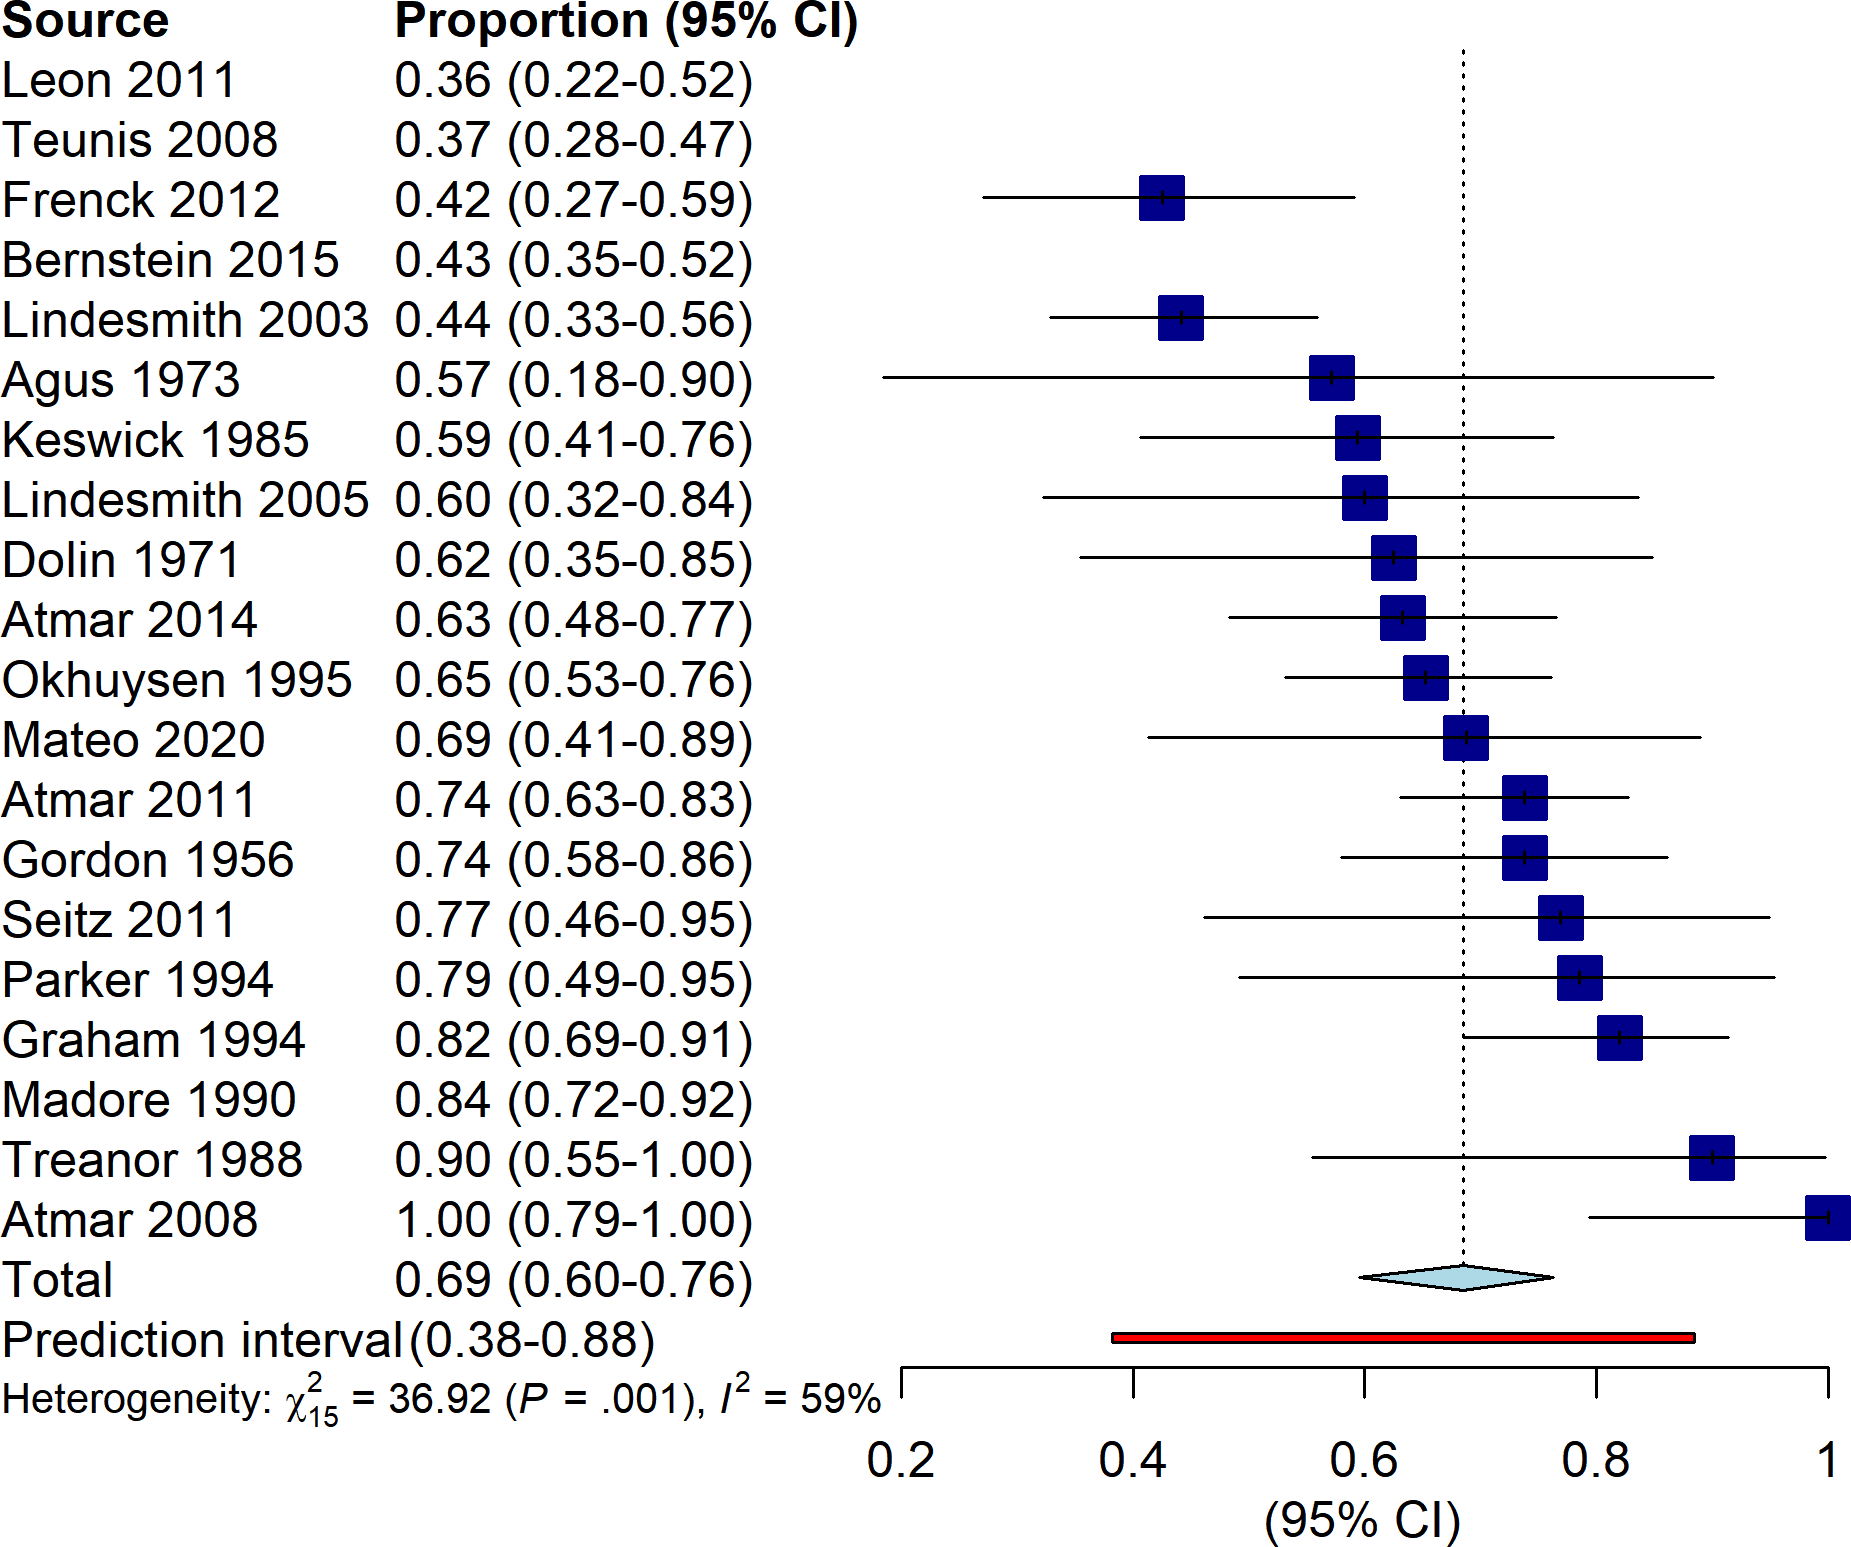 Source Proportion (95% CI)
Leon 2011 0.36 (0.22-0.52)
Teunis 2008 0.37 (0.28-0.47)
Frenck 2012 0.42 (0.27-0.59)
Bernstein 2015 0.43 (0.35-0.52)
Lindesmith 2003 0.44 (0.33-0.56)
Agus 1973 0.57 (0.18-0.90)
Keswick 1985 0.59 (0.41-0.76)
Lindesmith 2005 0.60 (0.32-0.84)
Dolin 1971 0.62 (0.35-0.85)
Atmar 2014 0.63 (0.48-0.77)
Okhuysen 1995 0.65 (0.53-0.76)
Mateo 2020 0.69 (0.41-0.89)
Atmar 2011 0.74 (0.63-0.83)
Gordon 1956 0.74 (0.58-0.86)
Seitz 2011 0.77 (0.46-0.95)
Parker 1994 0.79 (0.49-0.95)
Graham 1994 0.82 (0.69-0.91)
Madore 1990 0.84 (0.72-0.92)
Treanor 1988 0.90 (0.55-1.00)
Atmar 2008 1.00 (0.79-1.00)
Total 0.69 (0.60-0.76)
Prediction interval (0.38-0.88)
Heterogeneity: χ²₁₅ = 36.92 (P = .001), I² = 59%
0.2 0.4 0.6 0.8 1
(95% CI)